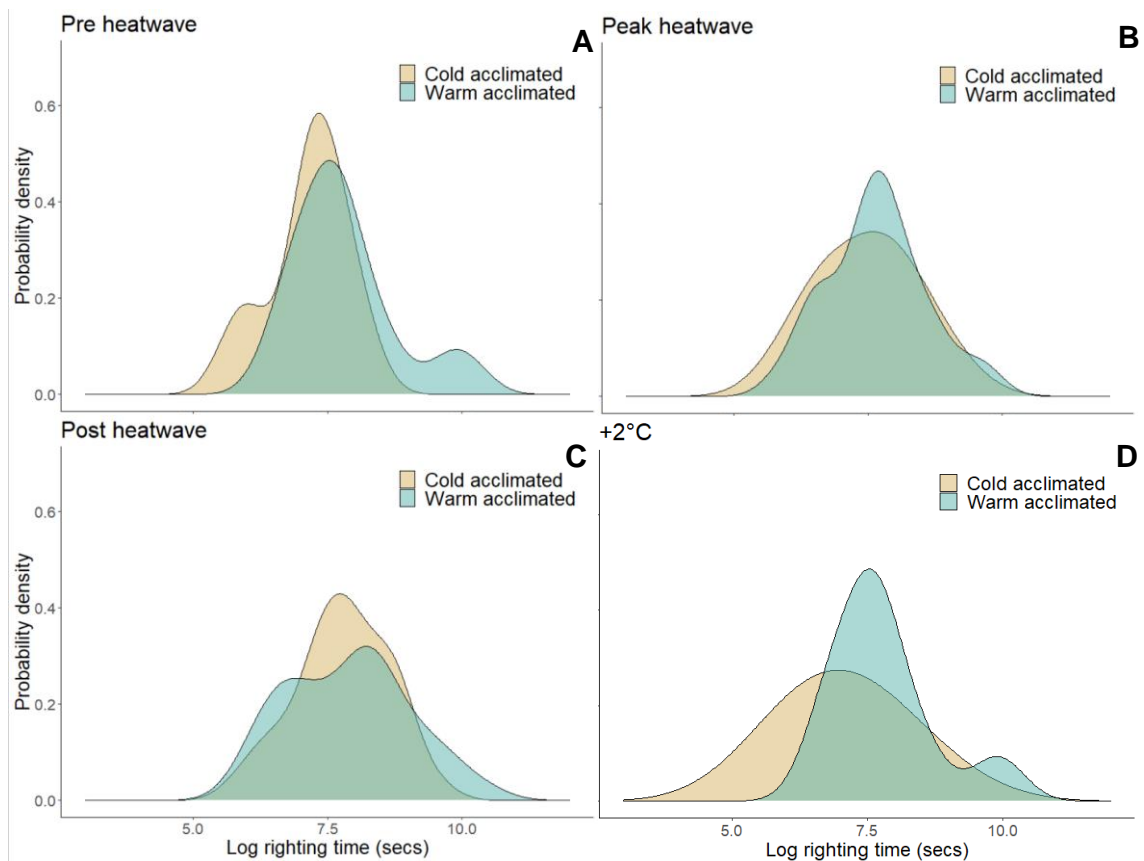 Pre heatwave
A
Cold acclimated
Warm acclimated
Probability density
0.6
0.4
0.2
0.0
Peak heatwave
B
Cold acclimated
Warm acclimated
Post heatwave
C
Cold acclimated
Warm acclimated
Probability density
0.6
0.4
0.2
0.0
5.0
7.5
10.0
Log righting time (secs)
+2°C
D
Cold acclimated
Warm acclimated
5.0
7.5
10.0
Log righting time (secs)